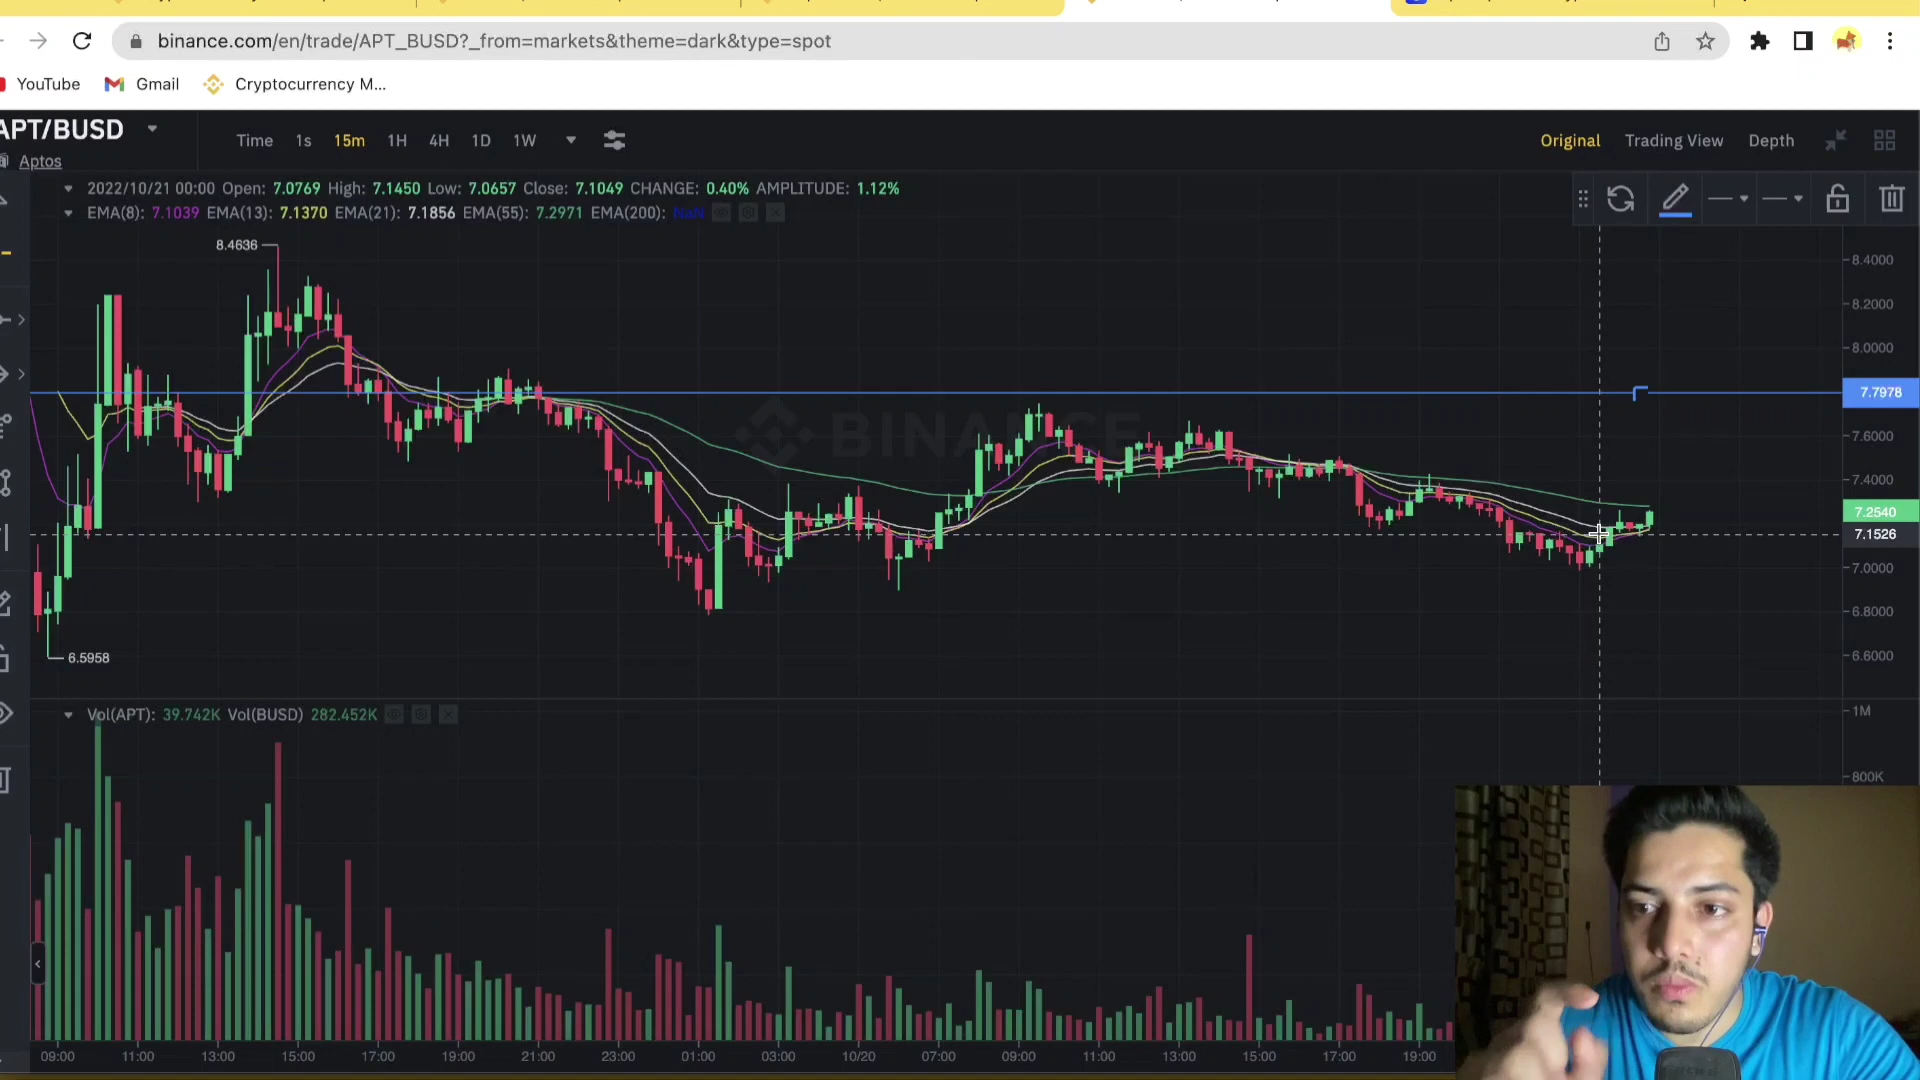 binance.com/en/trade/APT_BUSD?_from=markets&theme=dark&type=spot
YouTube Gmail Cryptocurrency M...
APT/BUSD
Aptos
Time 1s 15m 1H 4H 1D 1W
Original Trading View Depth
2022/10/21 00:00 Open: 7.0769 High: 7.1450 Low: 7.0657 Close: 7.1049 CHANGE: 0.40% AMPLITUDE: 1.12%
EMA(8): 7.1039 EMA(13): 7.1370 EMA(21): 7.1856 EMA(55): 7.2971 EMA(200): NaN
8.4636
8.4000
8.2000
8.0000
7.7978
BINANCE
7.6000
7.4000
7.2540
7.1526
7.0000
6.8000
6.6000
6.5958
Vol(APT): 39.742K Vol(BUSD) 282.452K
1M
800K
09:00 11:00 13:00 15:00 17:00 19:00 21:00 23:00 01:00 03:00 10/20 07:00 09:00 11:00 13:00 15:00 17:00 19:00